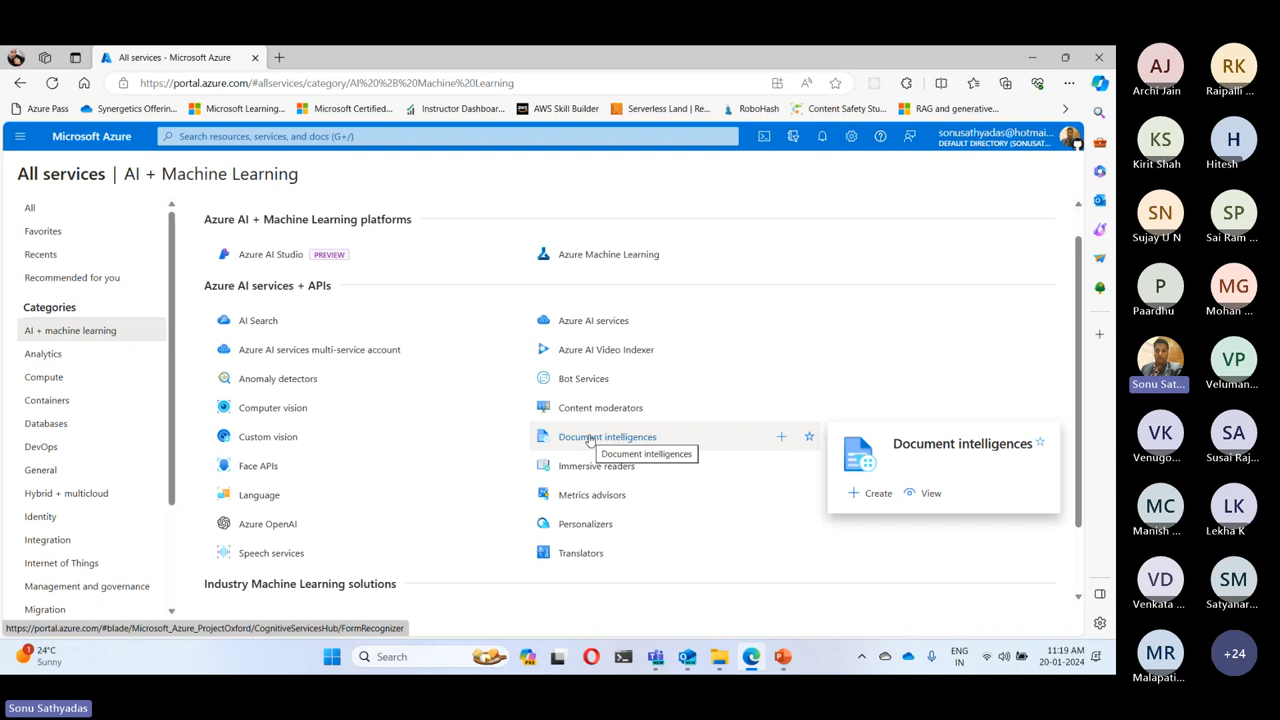 All services - Microsoft Azure
https://portal.azure.com/#allservices/category/AI%20%2B%20Machine%20Learning
Azure Pass
Synergetics Offerin...
Microsoft Learning...
Microsoft Certified...
Instructor Dashboar...
AWS Skill Builder
Serverless Land | Re...
RoboHash
Content Safety Stu...
RAG and generative...
Microsoft Azure
Search resources, services, and docs (G+/)
sonusathyadas@hotmai...
DEFAULT DIRECTORY (SONUSAT...
All services | AI + Machine Learning
All
Favorites
Recents
Recommended for you
Categories
AI + machine learning
Analytics
Compute
Containers
Databases
DevOps
General
Hybrid + multicloud
Identity
Integration
Internet of Things
Management and governance
Migration
Azure AI + Machine Learning platforms
Azure AI Studio PREVIEW
Azure Machine Learning
Azure AI services + APIs
AI Search
Azure AI services
Azure AI services multi-service account
Azure AI Video Indexer
Anomaly detectors
Bot Services
Computer vision
Content moderators
Custom vision
Document intelligences
Document intelligences
Face APIs
Immersive readers
Language
Metrics advisors
Azure OpenAI
Personalizers
Speech services
Translators
Industry Machine Learning solutions
Document intelligences
Create
View
https://portal.azure.com/#blade/Microsoft_Azure_ProjectOxford/CognitiveServicesHub/FormRecognizer
1
24°C
Sunny
Search
ENG
IN
11:19 AM
20-01-2024
AJ
Archi Jain
RK
Raipalli ...
KS
Kirit Shah
H
Hitesh
SN
Sujay U N
SP
Sai Ram ...
P
Paardhu
MG
Mohan ...
Sonu Sat...
VP
Veluman...
VK
Venugo...
SA
Susai Raj...
MC
Manish ...
LK
Lekha K
VD
Venkata ...
SM
Satyanar...
MR
Malapati...
+24
Sonu Sathyadas